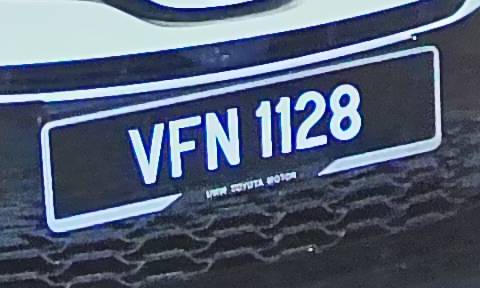 VFN 1128
UMW TOYOTA MOTOR